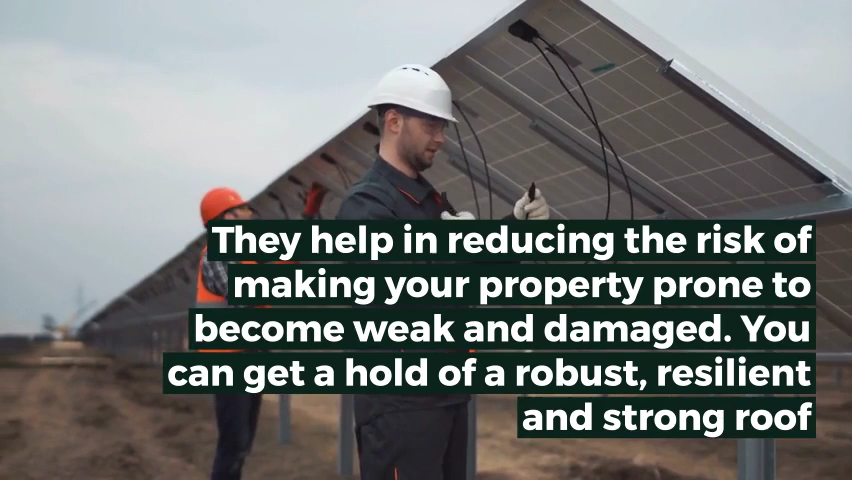 They help in reducing the risk of
making your property prone to
become weak and damaged. You
can get a hold of a robust, resilient
and strong roof